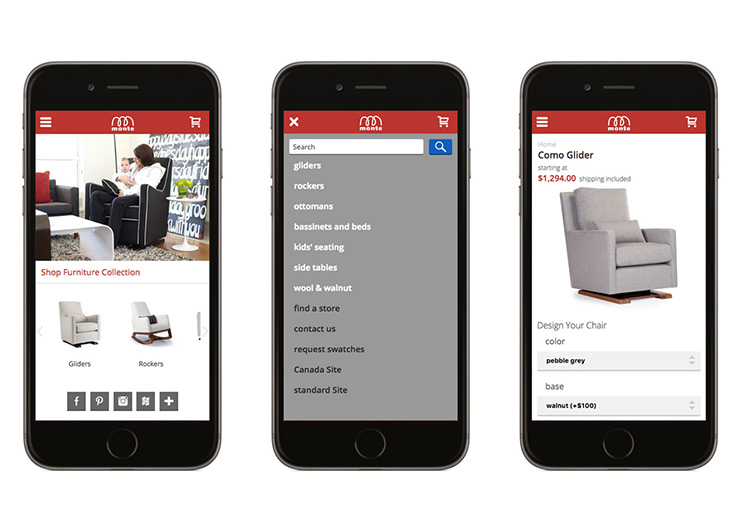 monte
Shop Furniture Collection
Gliders
Rockers
monte
Search
gliders
rockers
ottomans
bassinets and beds
kids' seating
side tables
wool & walnut
find a store
contact us
request swatches
Canada Site
standard Site
monte
Home
Como Glider
starting at
$1,294.00 shipping included
Design Your Chair
color
pebble grey
base
walnut (+$100)